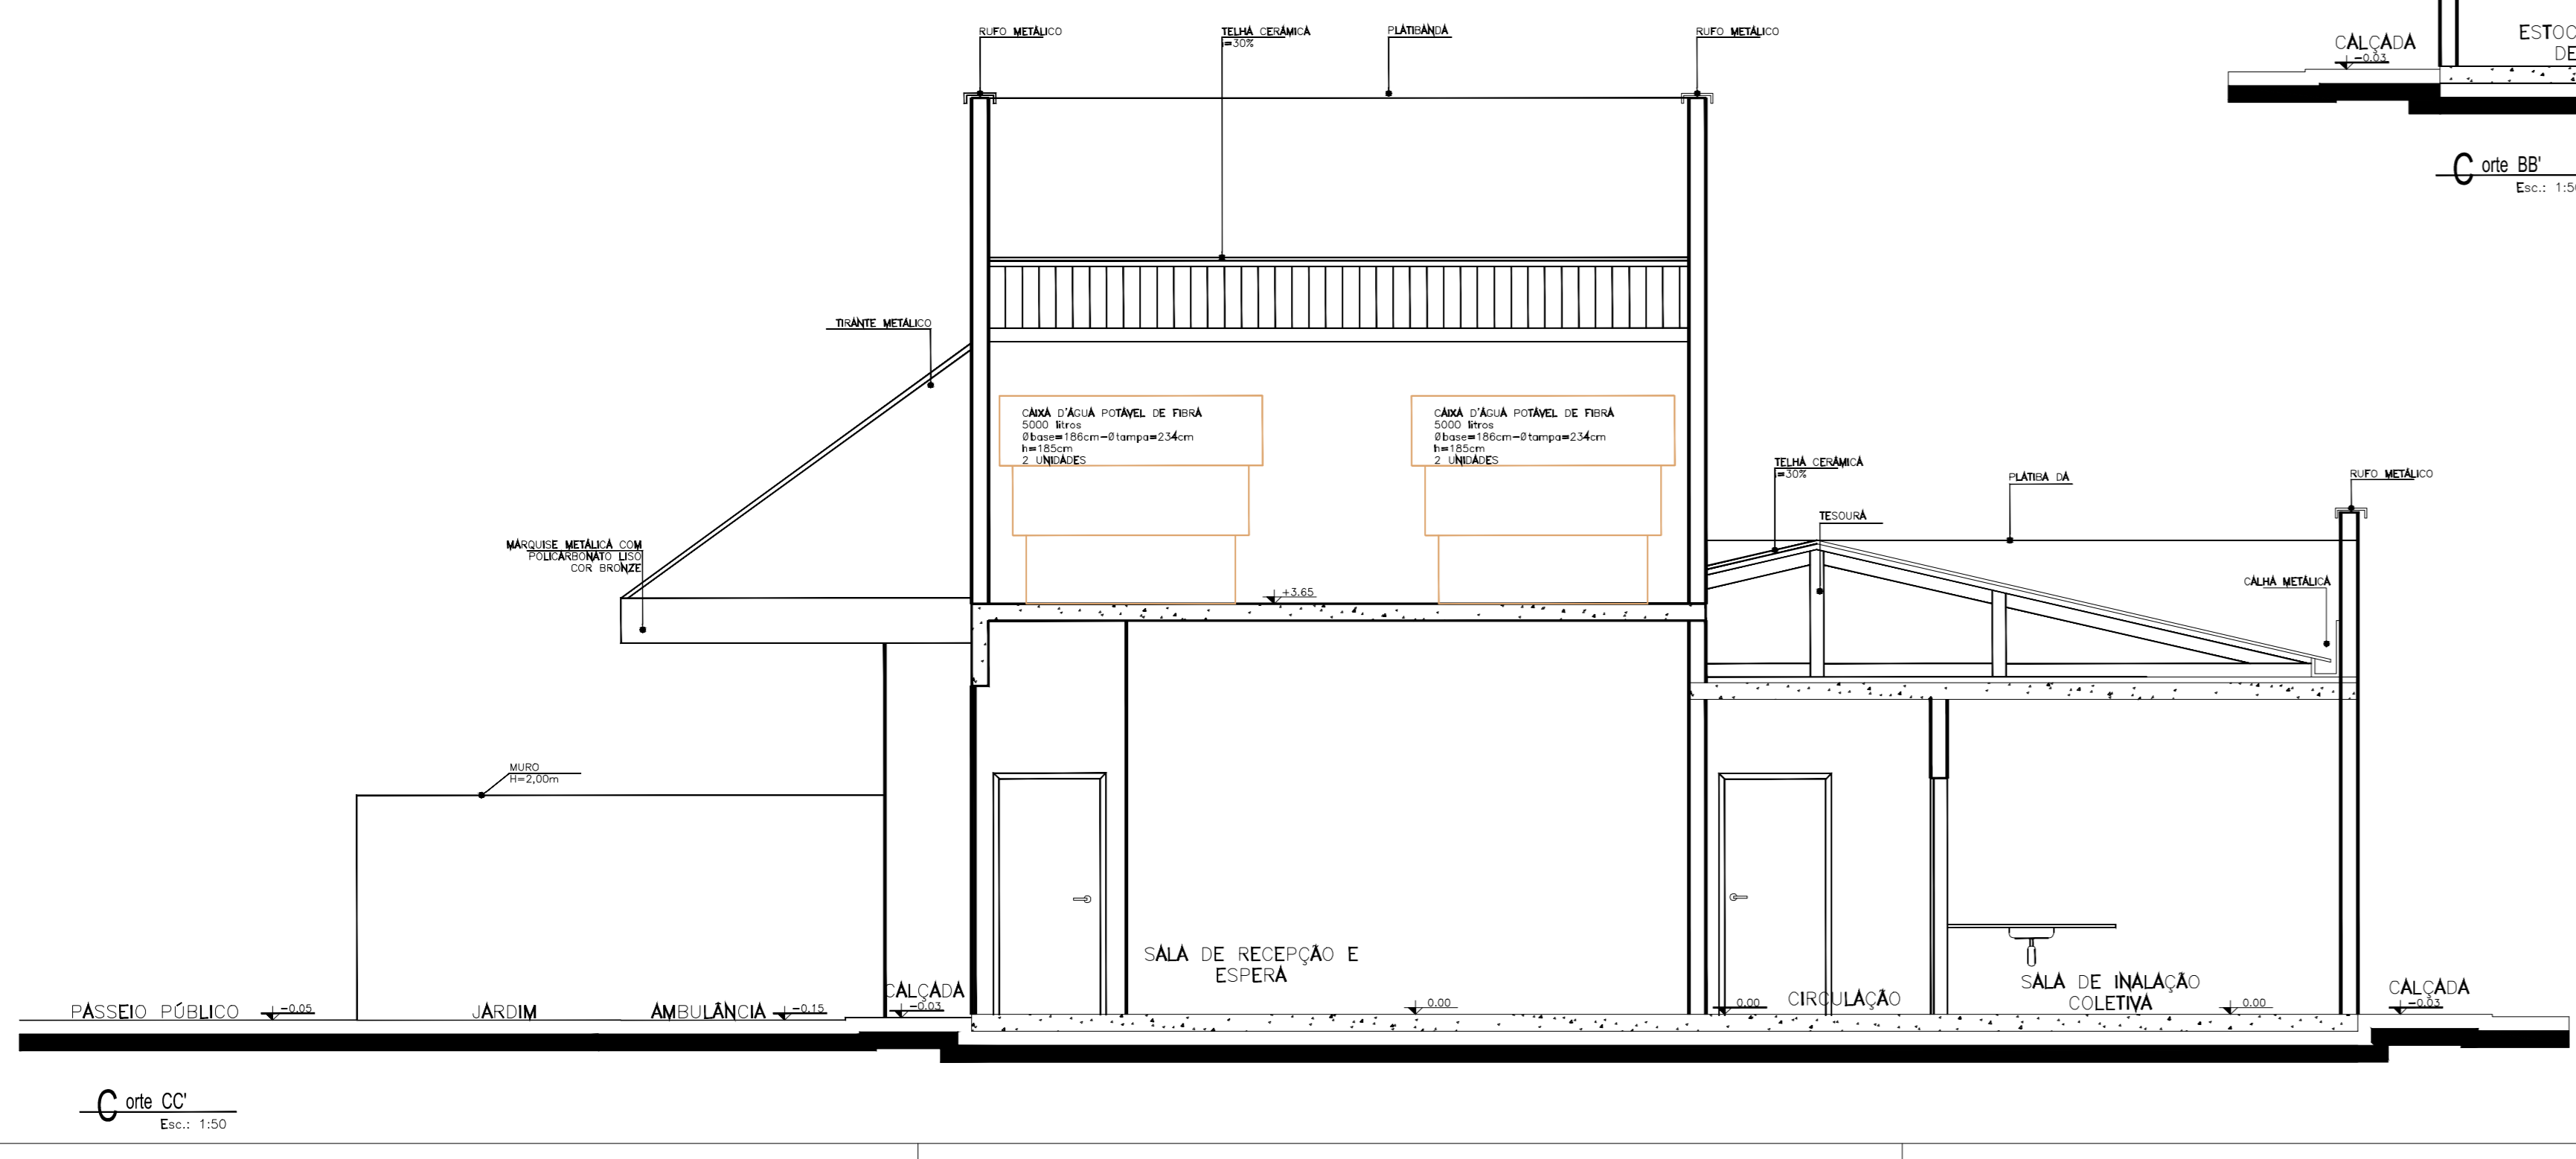 RUFO METÁLICO
TELHA CERÂMICA
i=30%
PLATIBANDA
RUFO METÁLICO
CALÇADA
-0.03
ESTOC
DE
C orte BB'
Esc.: 1:50
TIRANTE METÁLICO
CAIXA D'ÁGUA POTÁVEL DE FIBRA
5000 litros
Øbase=186cm-Øtampa=234cm
h=185cm
2 UNIDADES
CAIXA D'ÁGUA POTÁVEL DE FIBRA
5000 litros
Øbase=186cm-Øtampa=234cm
h=185cm
2 UNIDADES
TELHA CERÂMICA
i=30%
PLATIBA DA
RUFO METÁLICO
TESOURA
MARQUISE METÁLICA COM
POLICARBONATO LISO
COR BRONZE
CALHA METÁLICA
+3.65
MURO
H=2,00m
SALA DE RECEPÇÃO E
ESPERA
PASSEIO PÚBLICO
-0.05
JARDIM
AMBULÂNCIA
-0.15
CALÇADA
-0.03
0.00
0.00
CIRCULAÇÃO
SALA DE INALAÇÃO
COLETIVA
0.00
CALÇADA
-0.03
C orte CC'
Esc.: 1:50